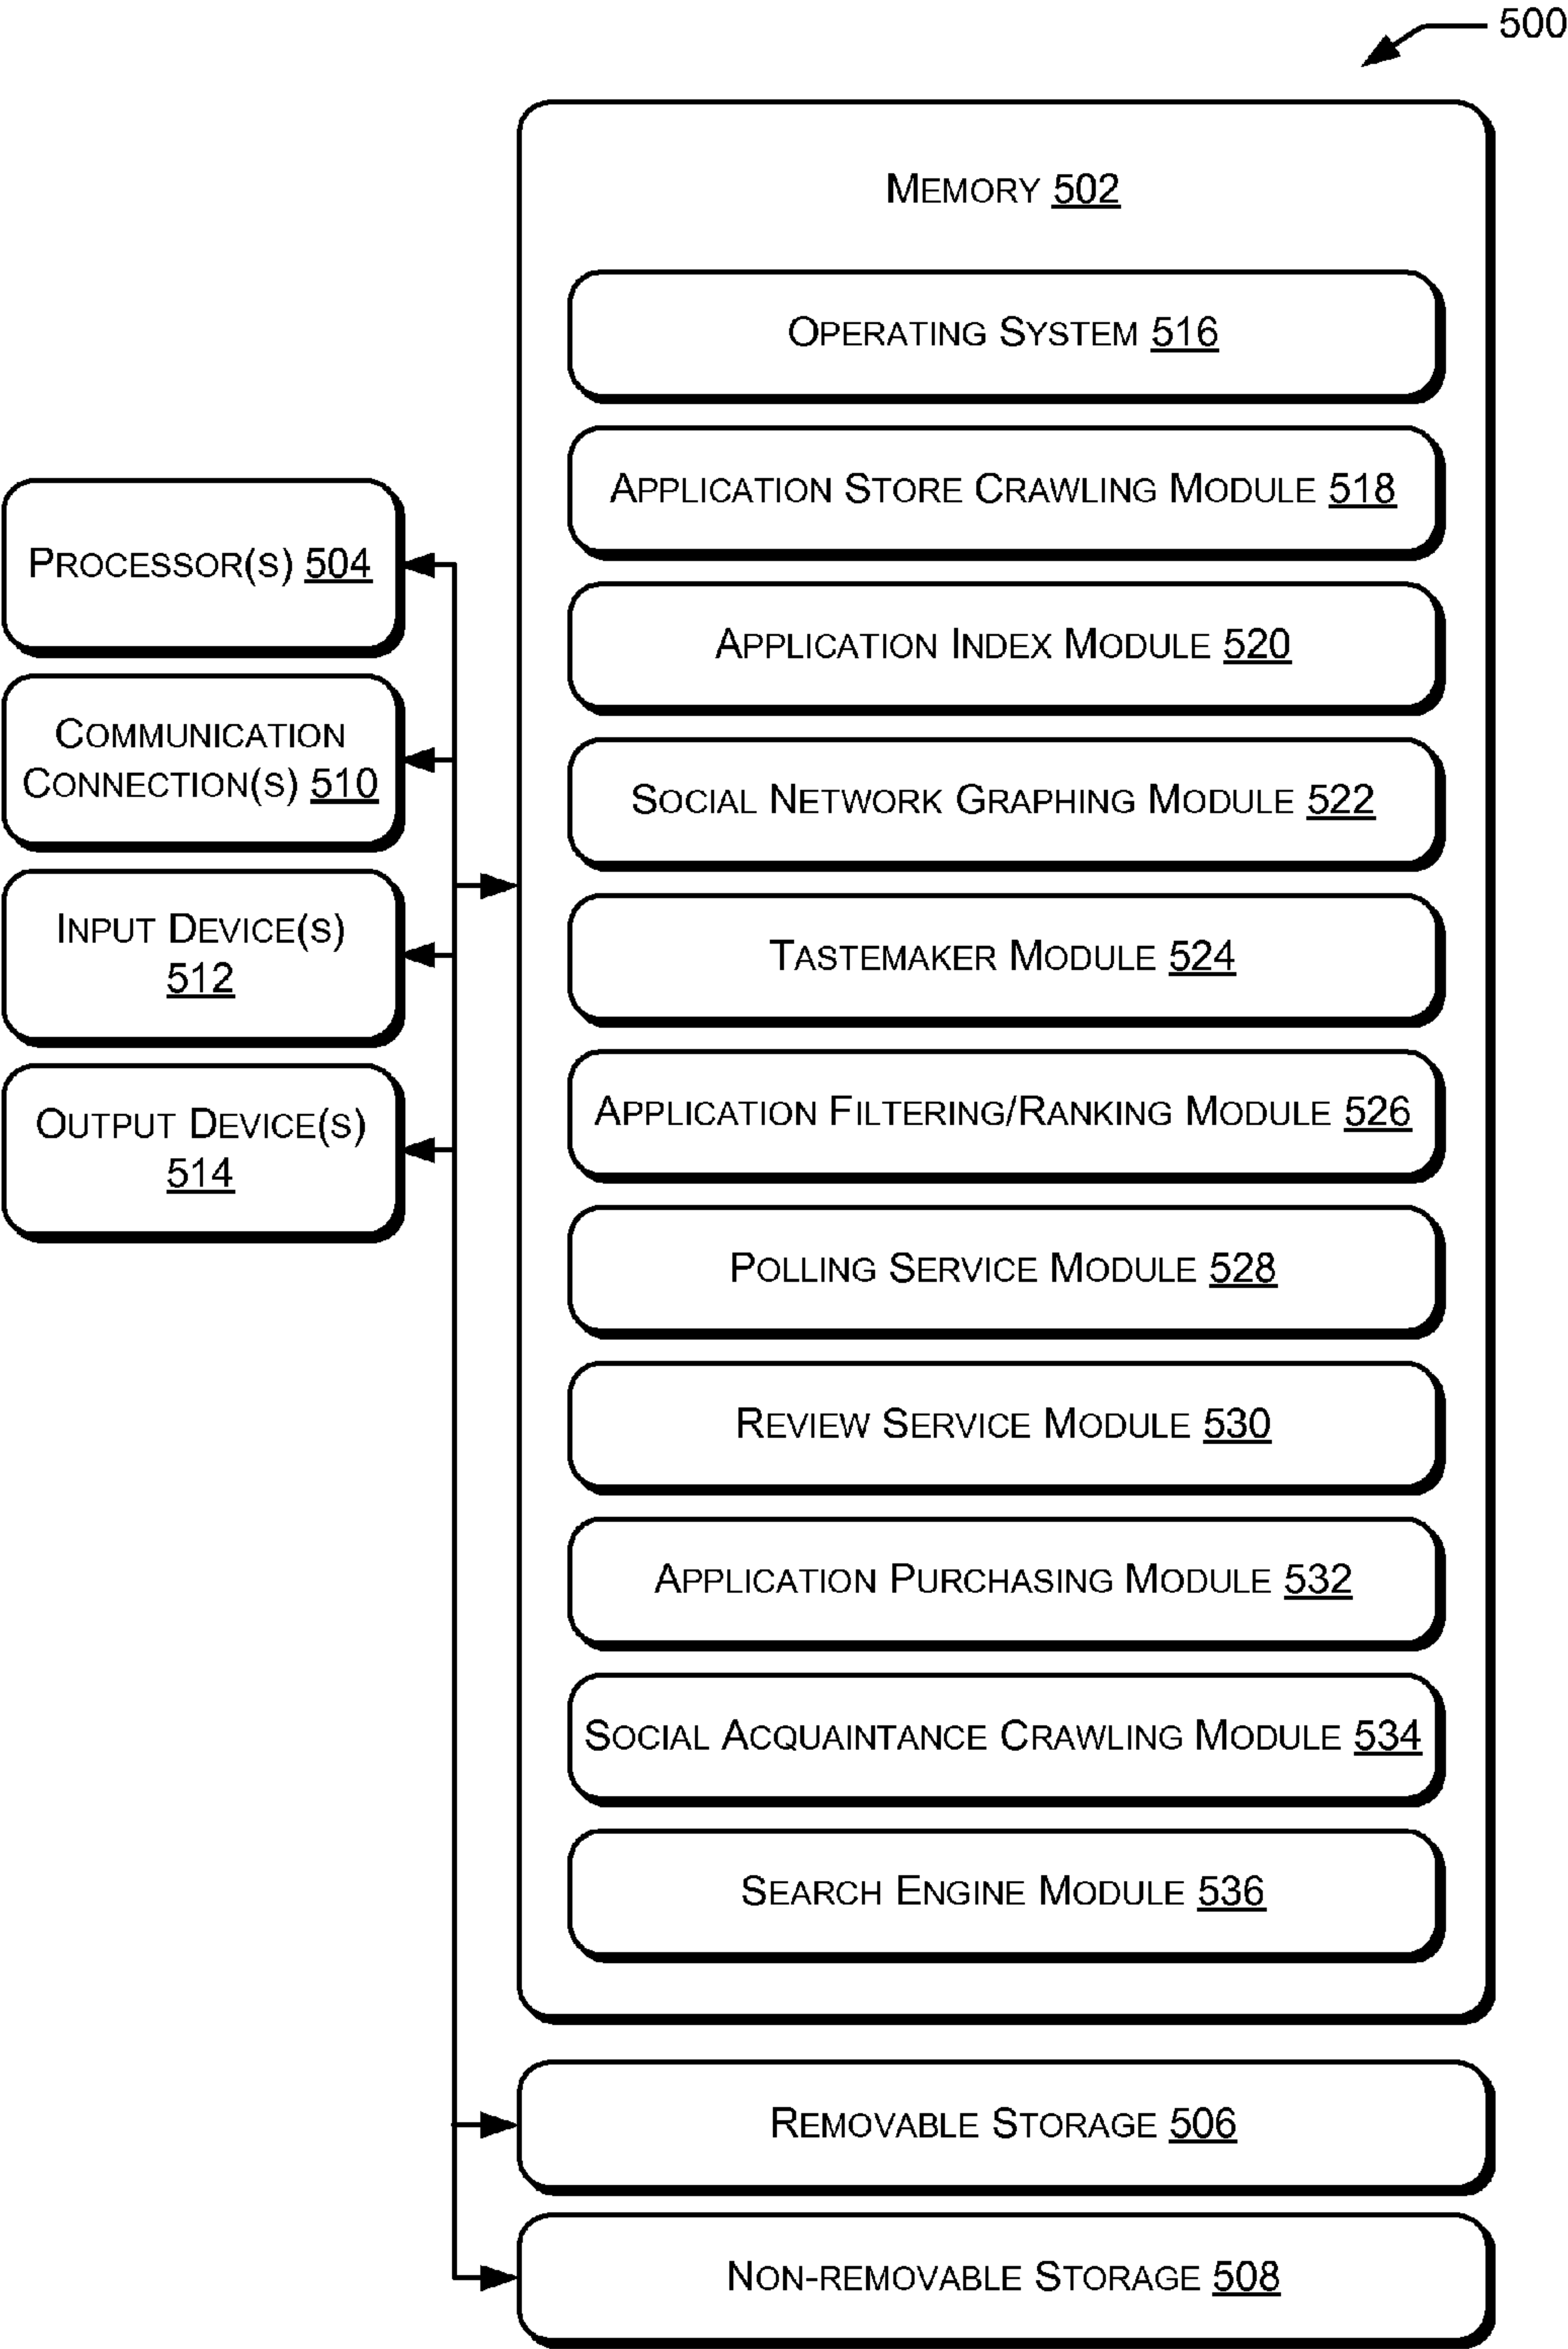 500
MEMORY 502
OPERATING SYSTEM 516
APPLICATION STORE CRAWLING MODULE 518
APPLICATION INDEX MODULE 520
SOCIAL NETWORK GRAPHING MODULE 522
TASTEMAKER MODULE 524
APPLICATION FILTERING/RANKING MODULE 526
POLLING SERVICE MODULE 528
REVIEW SERVICE MODULE 530
APPLICATION PURCHASING MODULE 532
SOCIAL ACQUAINTANCE CRAWLING MODULE 534
SEARCH ENGINE MODULE 536
PROCESSOR(S) 504
COMMUNICATION
CONNECTION(S) 510
INPUT DEVICE(S)
512
OUTPUT DEVICE(S)
514
REMOVABLE STORAGE 506
NON-REMOVABLE STORAGE 508